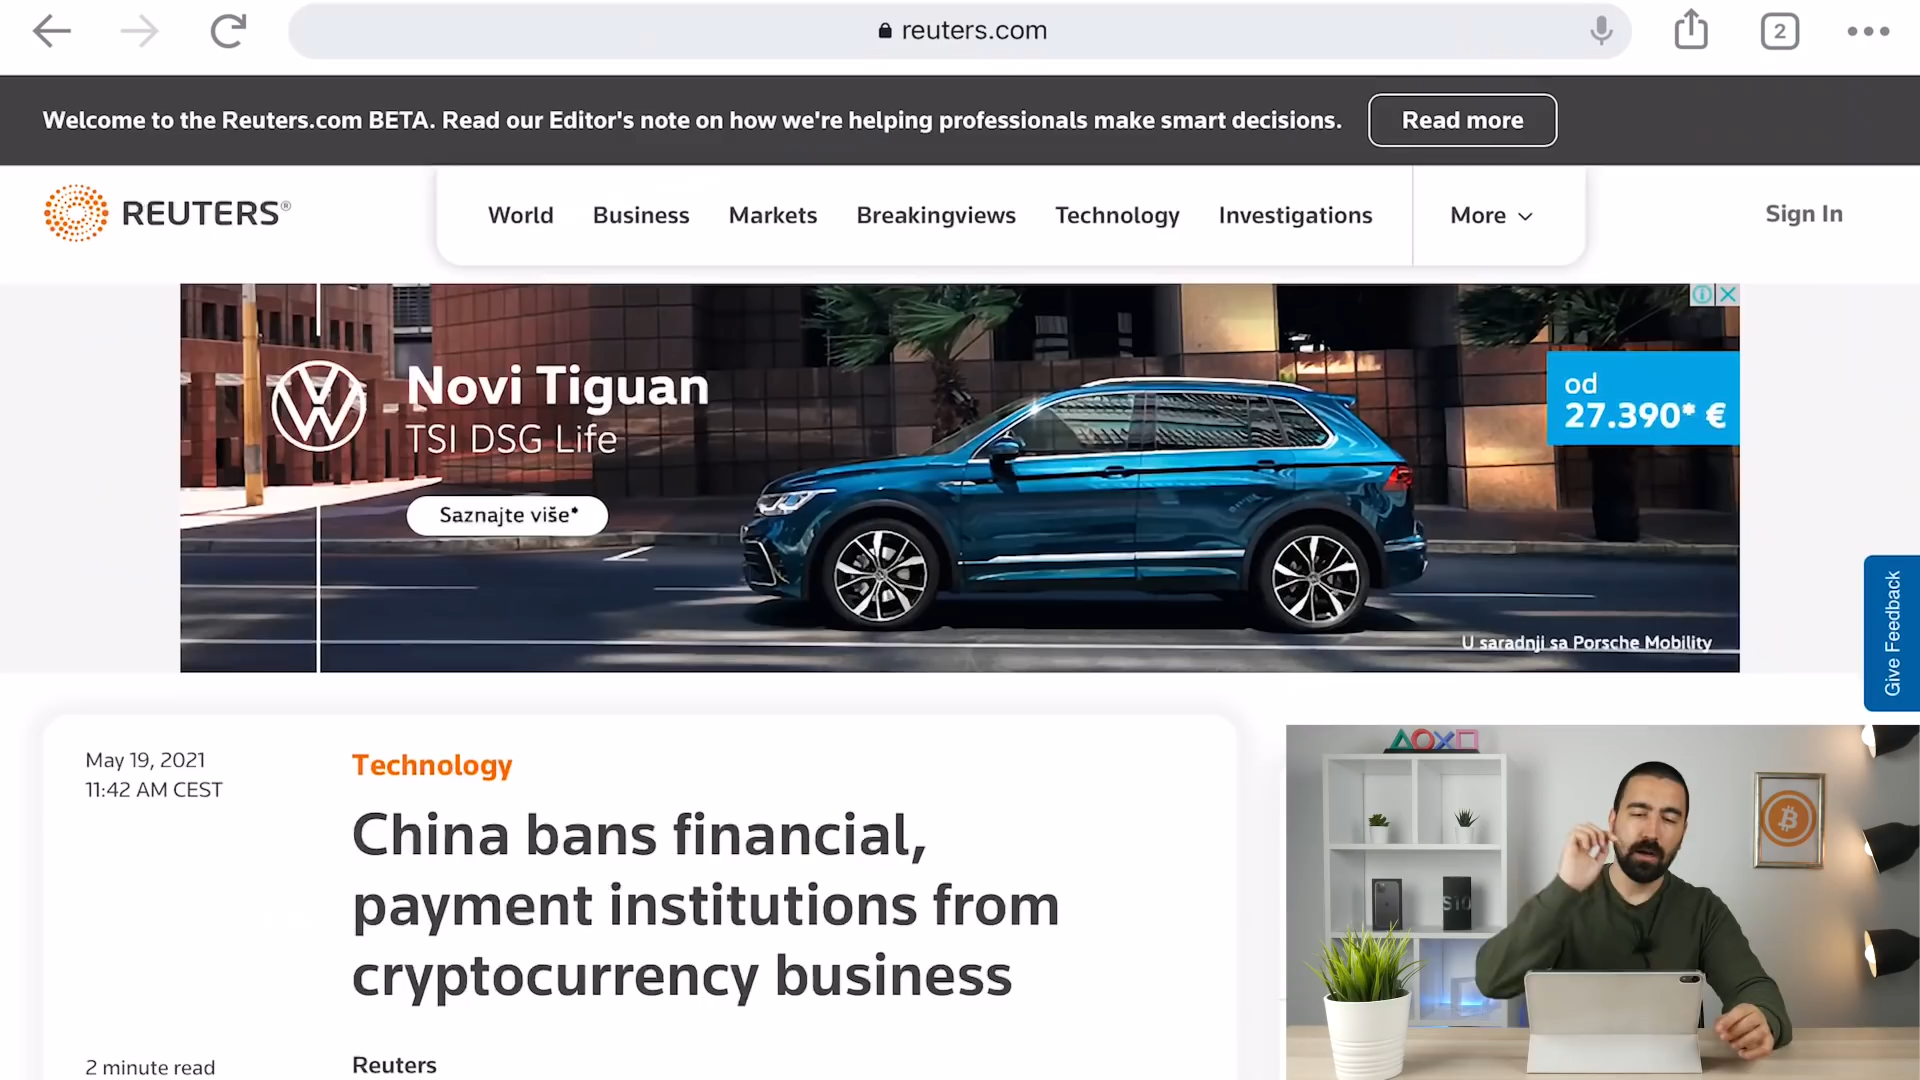 reuters.com
2
Welcome to the Reuters.com BETA. Read our Editor's note on how we're helping professionals make smart decisions.
Read more
REUTERS®
World
Business
Markets
Breakingviews
Technology
Investigations
More
Sign In
Novi Tiguan
TSI DSG Life
Saznajte više*
od
27.390* €
U saradnji sa Porsche Mobility
Give Feedback
May 19, 2021
11:42 AM CEST
Technology
China bans financial,
payment institutions from
cryptocurrency business
2 minute read
Reuters
S10